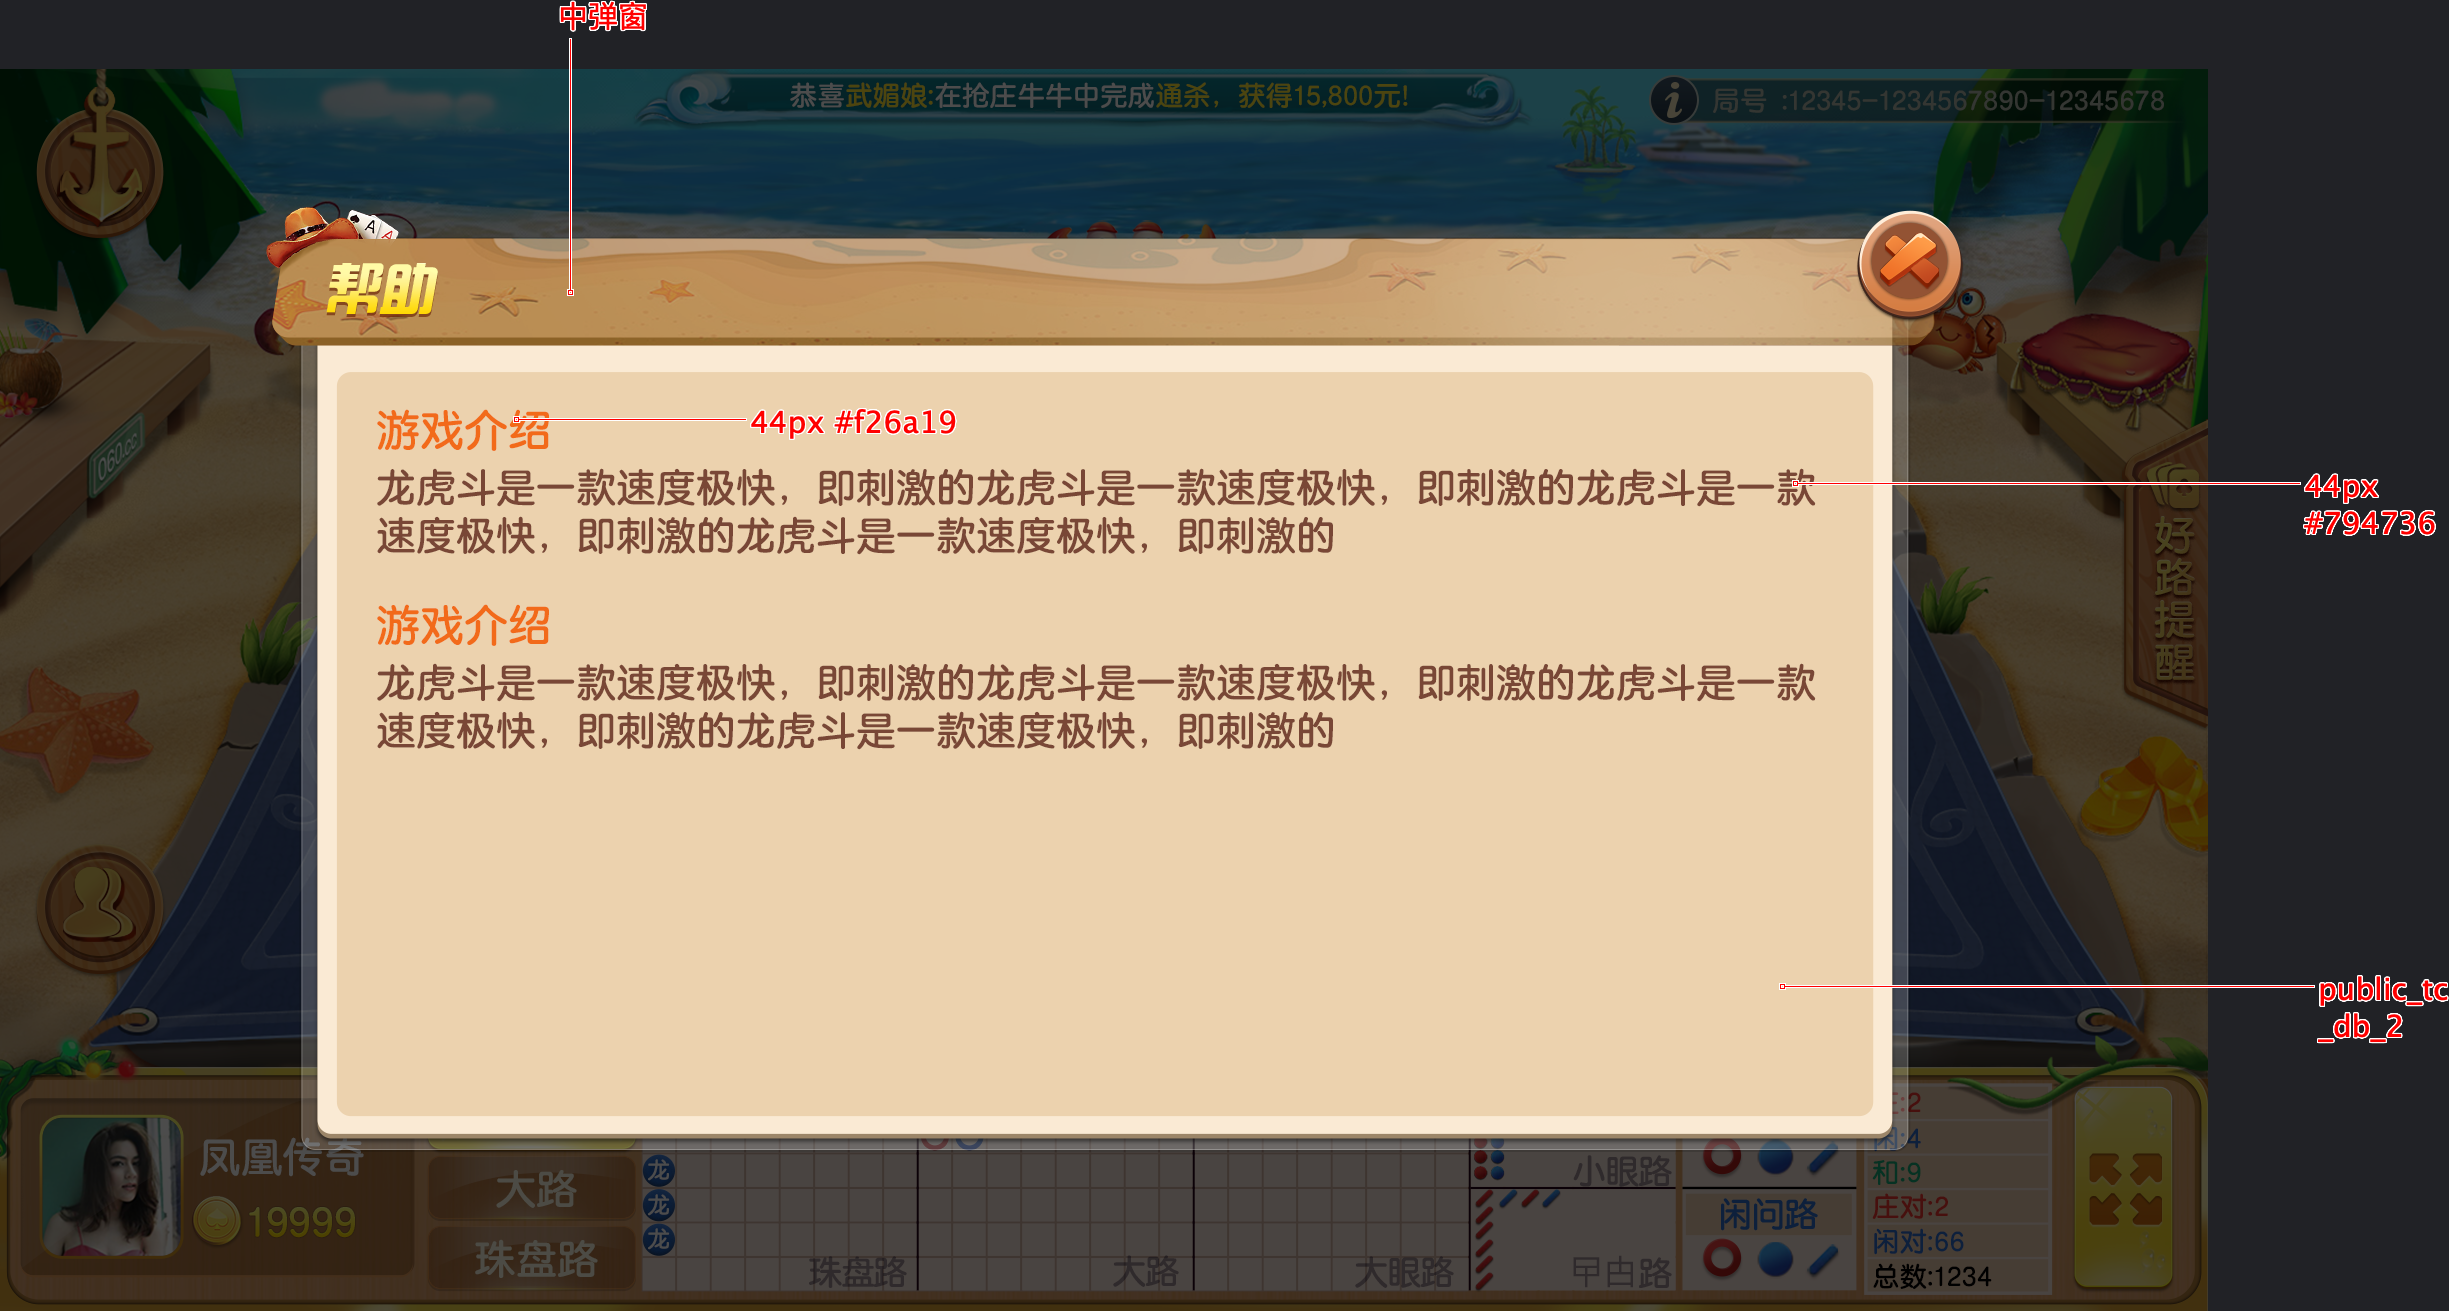 中弹窗
恭喜武媚娘:在抢庄牛牛中完成通杀，获得15,800元!
局号 :12345-1234567890-12345678
A
A
帮助
游戏介绍
44px #f26a19
龙虎斗是一款速度极快，即刺激的龙虎斗是一款速度极快，即刺激的龙虎斗是一款
速度极快，即刺激的龙虎斗是一款速度极快，即刺激的
44px
#794736
060.cc
好路提醒
游戏介绍
龙虎斗是一款速度极快，即刺激的龙虎斗是一款速度极快，即刺激的龙虎斗是一款
速度极快，即刺激的龙虎斗是一款速度极快，即刺激的
public_tc
_db_2
凤凰传奇
19999
大路
珠盘路
龙
龙
龙
珠盘路
大路
大眼路
小眼路
曱甴路
闲问路
:2
闲:4
和:9
庄对:2
闲对:66
总数:1234